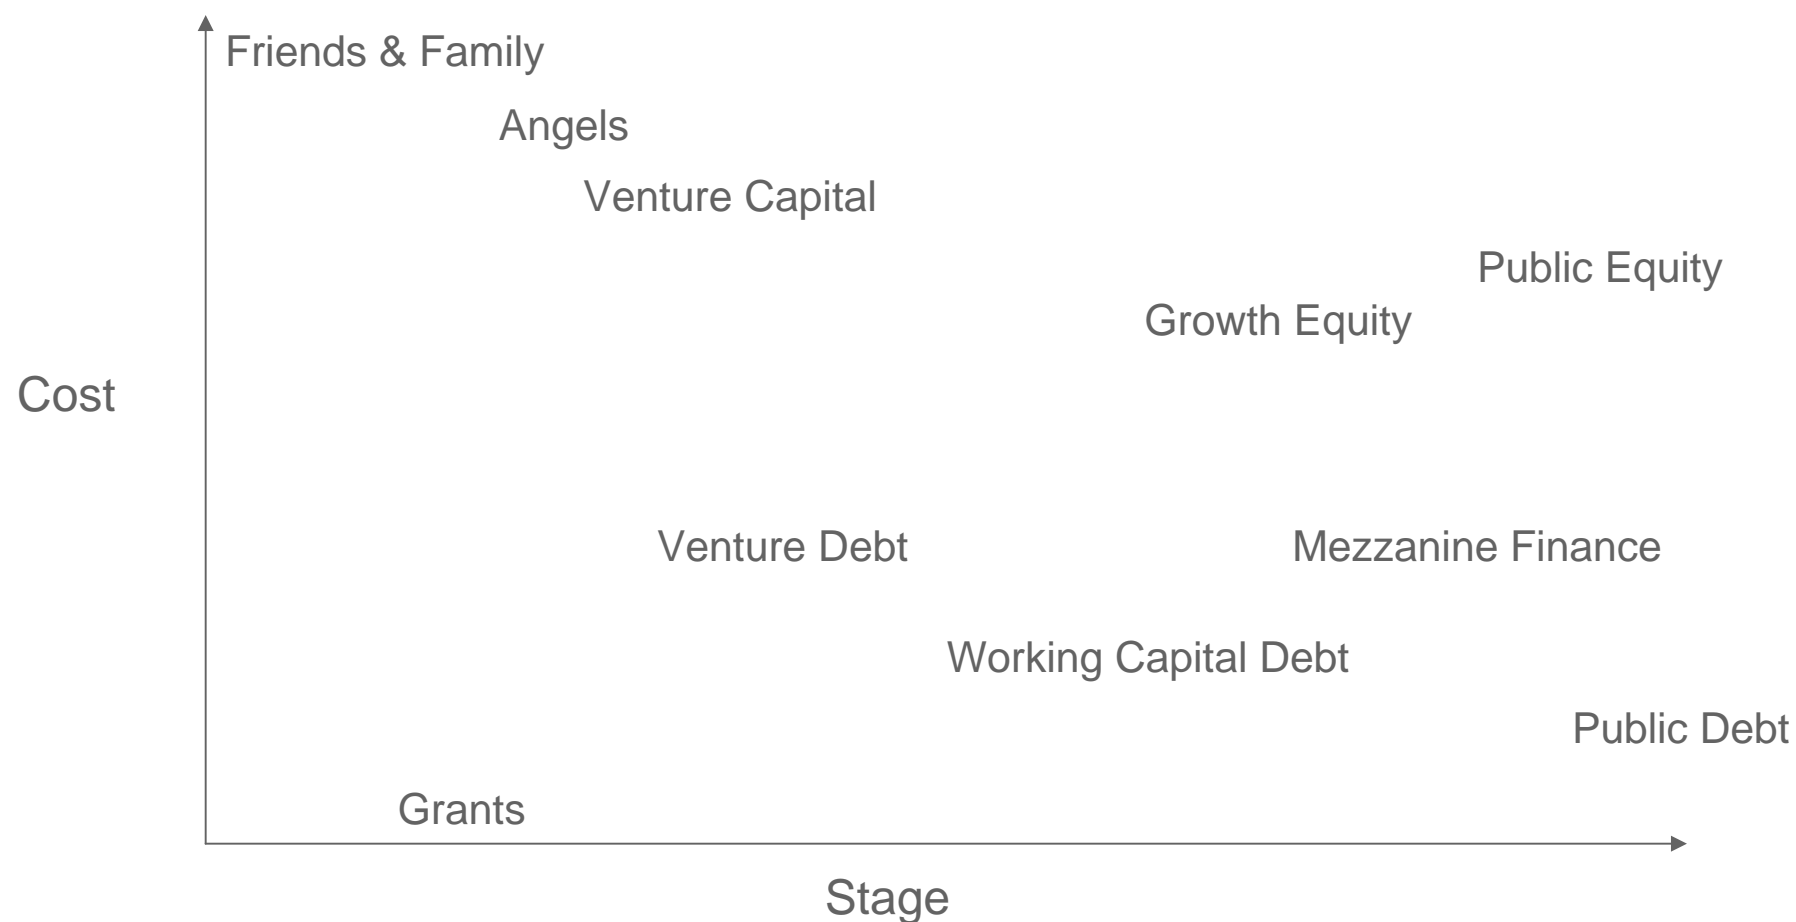 Friends & Family
Angels
Venture Capital
Public Equity
Growth Equity
Cost
Venture Debt
Mezzanine Finance
Working Capital Debt
Public Debt
Grants
Stage